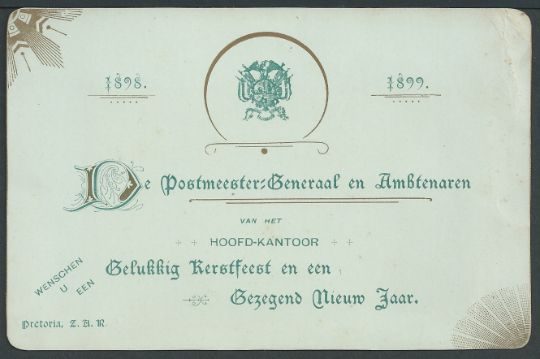 1898.
1899.
De Postmeester-Generaal en Ambtenaren
VAN HET
HOOFD-KANTOOR
WENSCHEN
U EEN
Gelukkig Kerstfeest en een
Gezegend Nieuw Jaar.
Pretoria, Z. A. R.